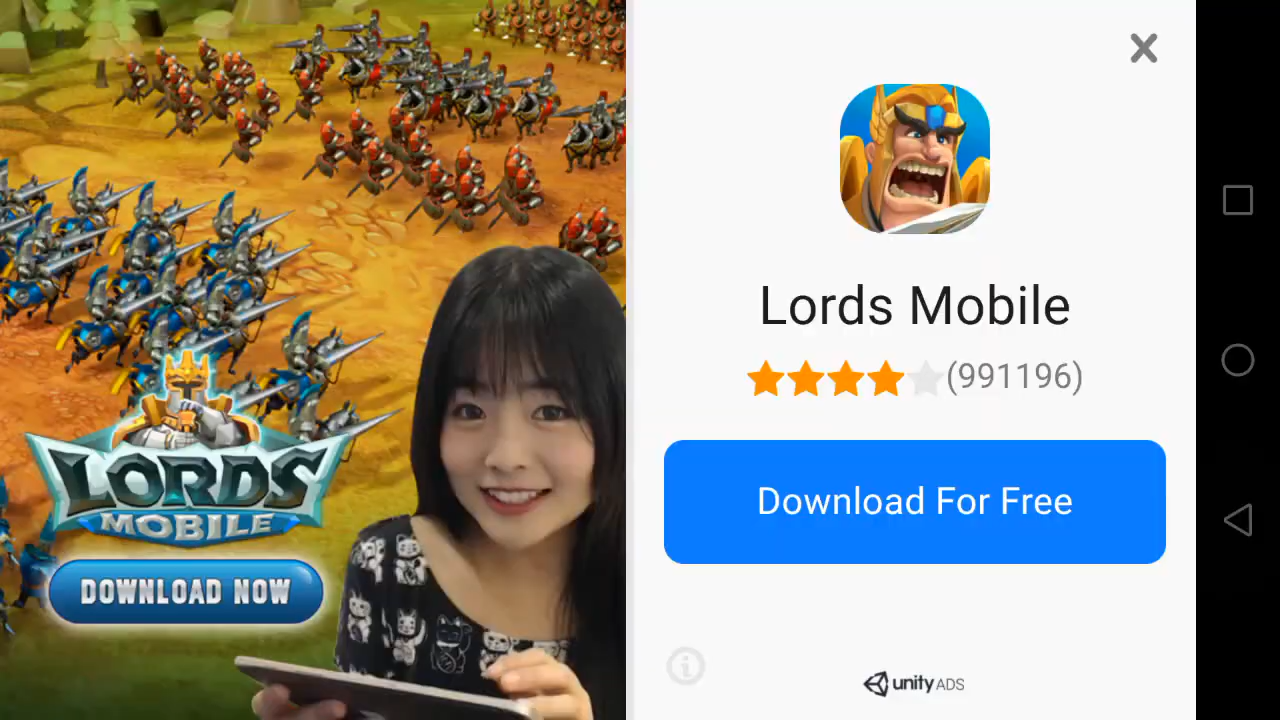 LORDS
MOBILE
DOWNLOAD NOW
Lords Mobile
(991196)
Download For Free
unity ADS